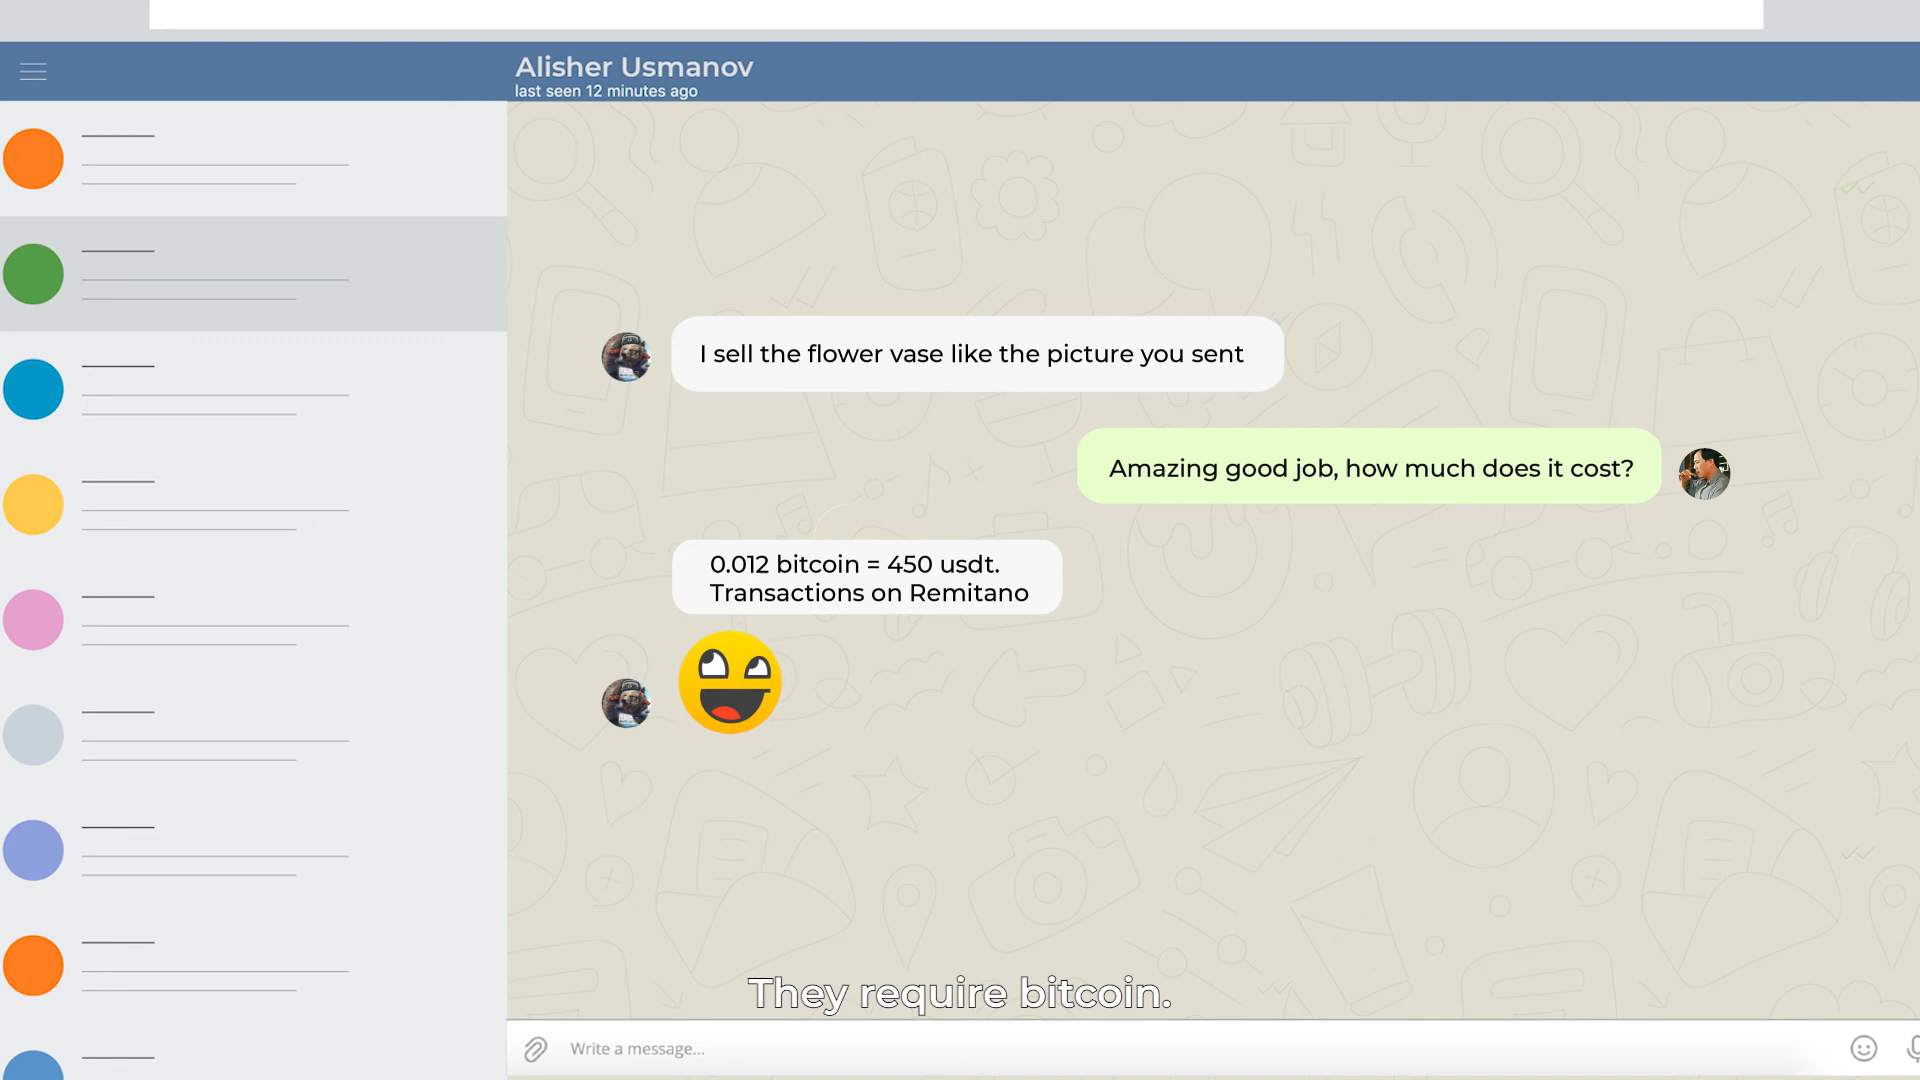 Alisher Usmanov
last seen 12 minutes ago
I sell the flower vase like the picture you sent
Amazing good job, how much does it cost?
0.012 bitcoin = 450 usdt.
Transactions on Remitano
They require bitcoin.
Write a message...